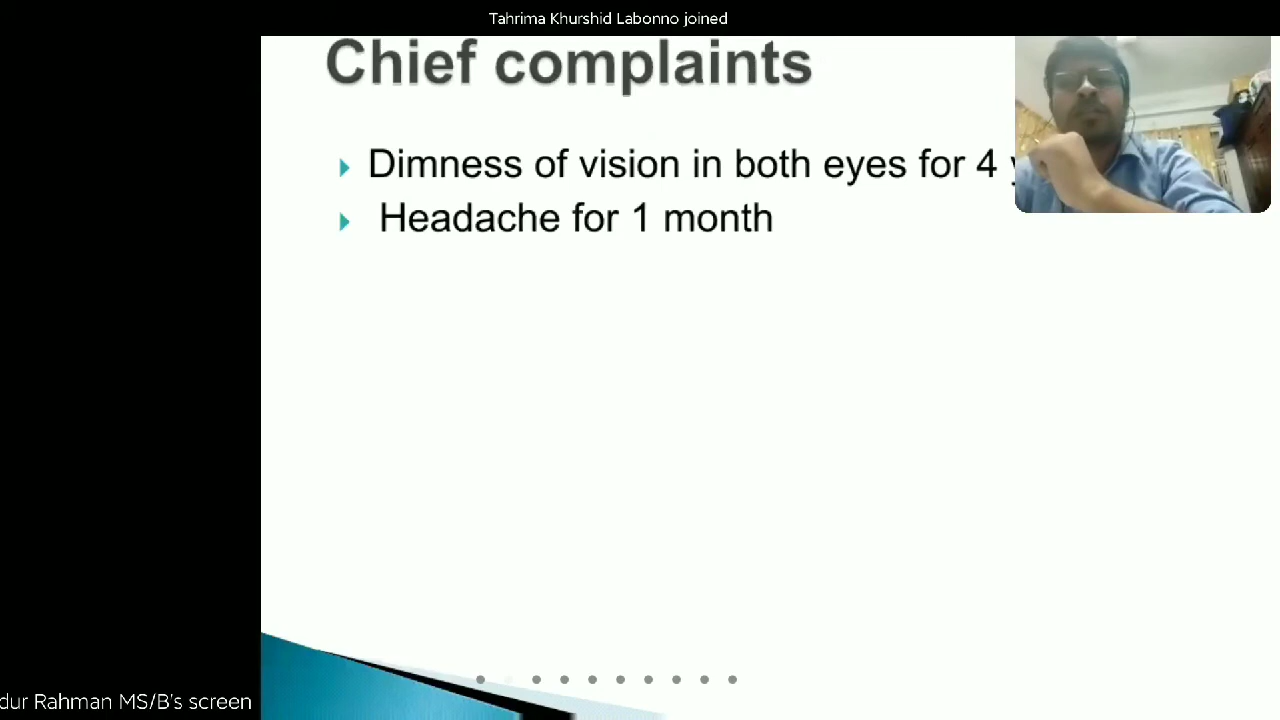 Tahrima Khurshid Labonno joined
Chief complaints
Dimness of vision in both eyes for 4
Headache for 1 month
dur Rahman MS/B's screen